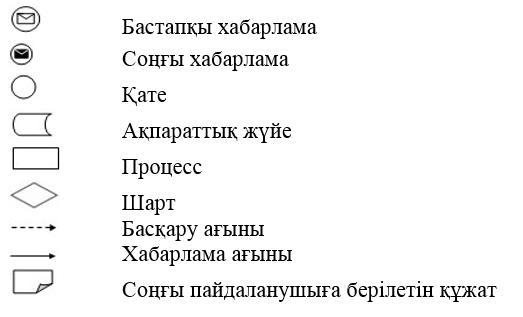 Бастапқы хабарлама
Соңғы хабарлама
Қате
Ақпараттық жүйе
Процесс
Шарт
Басқару ағыны
Хабарлама ағыны
Соңғы пайдаланушыға берілетін құжат